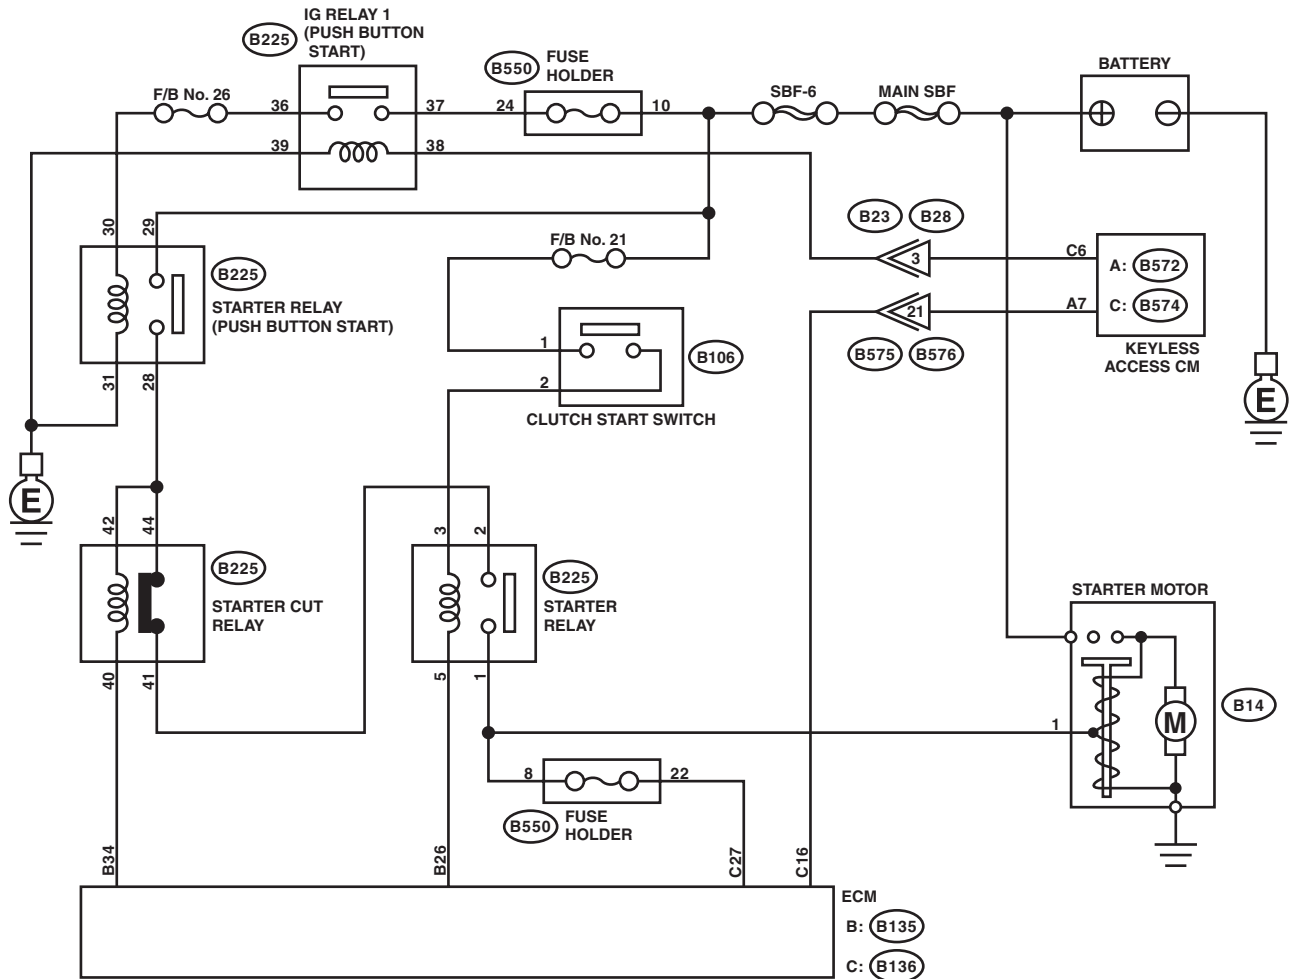 IG RELAY 1
(PUSH BUTTON
START)
B225
FUSE
HOLDER
B550
BATTERY
F/B No. 26
SBF-6
MAIN SBF
36
37
24
10
39
38
30
29
B23
B28
F/B No. 21
3
C6
A: B572
B225
STARTER RELAY
(PUSH BUTTON START)
21
A7
C: B574
1
B106
B575
B576
KEYLESS
ACCESS CM
31
28
2
CLUTCH START SWITCH
E
E
42
44
3
2
B225
STARTER CUT
RELAY
B225
STARTER
RELAY
STARTER MOTOR
40
41
5
1
1
M
B14
8
22
B550
FUSE
HOLDER
B34
B26
C27
C16
ECM
B: B135
C: B136